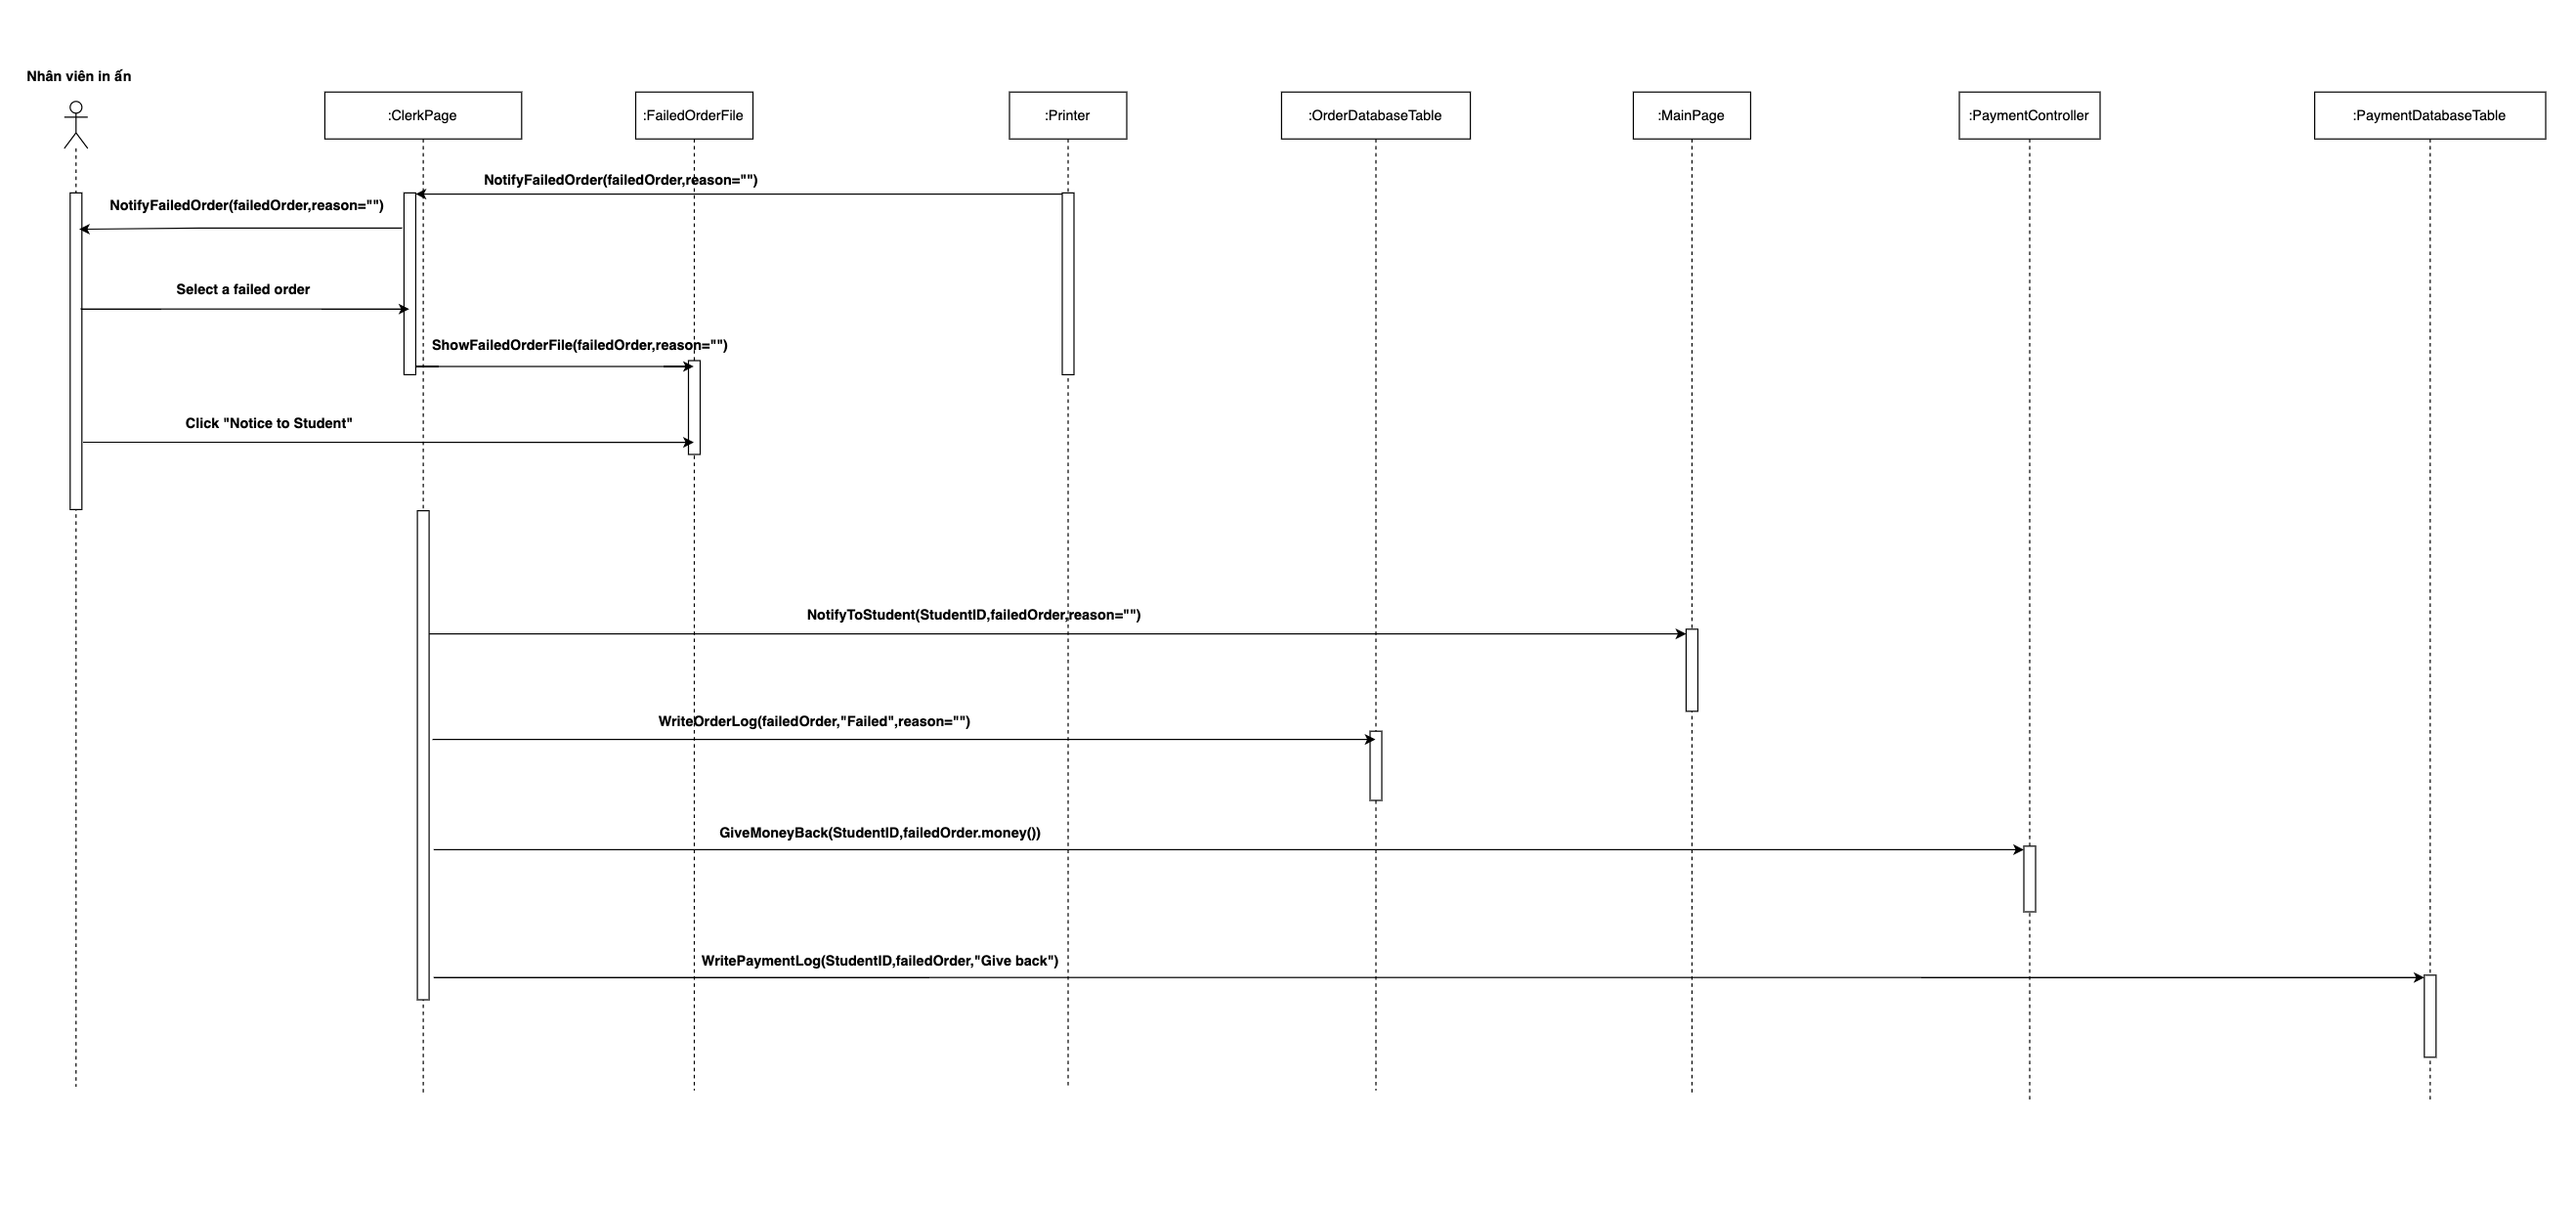 Nhân viên in ấn
:ClerkPage
:FailedOrderFile
:Printer
:OrderDatabaseTable
:MainPage
:PaymentController
:PaymentDatabaseTable
NotifyFailedOrder(failedOrder,reason="")
NotifyFailedOrder(failedOrder,reason="")
Select a failed order
ShowFailedOrderFile(failedOrder,reason="")
Click "Notice to Student"
NotifyToStudent(StudentID,failedOrder,reason="")
WriteOrderLog(failedOrder,"Failed",reason="")
GiveMoneyBack(StudentID,failedOrder.money())
WritePaymentLog(StudentID,failedOrder,"Give back")